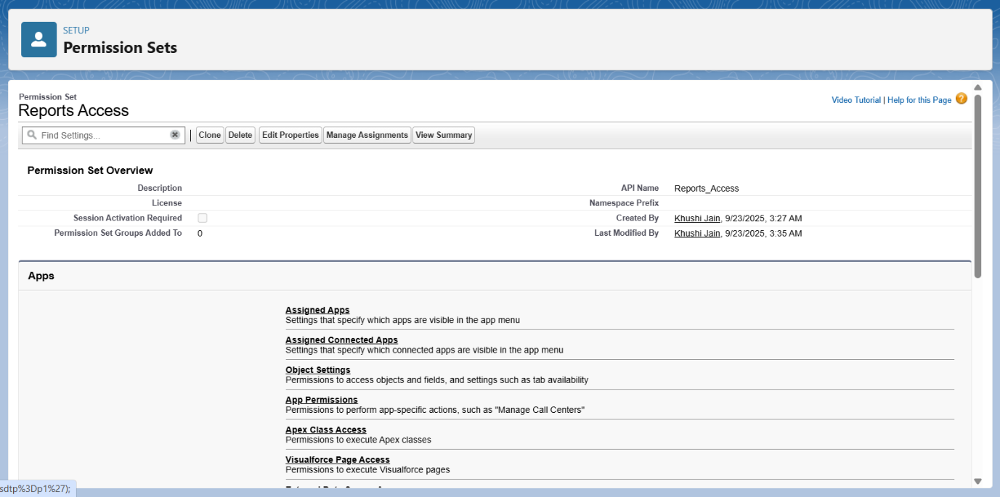 SETUP
Permission Sets
Permission Set
Reports Access
Video Tutorial | Help for this Page ?
Find Settings...
Clone Delete Edit Properties Manage Assignments View Summary
Permission Set Overview
Description API Name Reports_Access
License Namespace Prefix
Session Activation Required Created By Khushi Jain, 9/23/2025, 3:27 AM
Permission Set Groups Added To 0 Last Modified By Khushi Jain, 9/23/2025, 3:35 AM
Apps
Assigned Apps
Settings that specify which apps are visible in the app menu
Assigned Connected Apps
Settings that specify which connected apps are visible in the app menu
Object Settings
Permissions to access objects and fields, and settings such as tab availability
App Permissions
Permissions to perform app-specific actions, such as "Manage Call Centers"
Apex Class Access
Permissions to execute Apex classes
Visualforce Page Access
Permissions to execute Visualforce pages
sdtp%3Dp1%27);